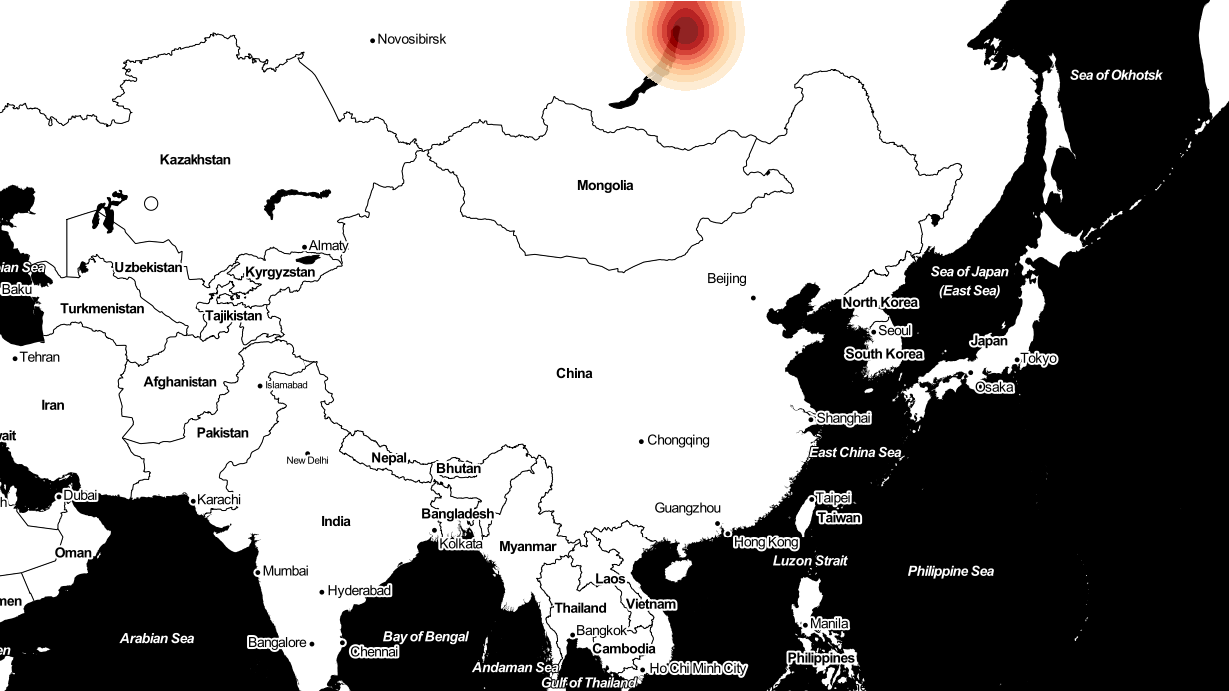 Novosibirsk
Sea of Okhotsk
Kazakhstan
Mongolia
Almaty
Uzbekistan
Kyrgyzstan
ian Sea
Baku
Beijing
Sea of Japan
(East Sea)
Turkmenistan
Tajikistan
North Korea
Seoul
South Korea
Japan
Tokyo
Osaka
Tehran
Afghanistan
Islamabad
China
Iran
Pakistan
Shanghai
Chongqing
East China Sea
New Delhi
Nepal
Bhutan
Dubai
Karachi
Taipei
Taiwan
Guangzhou
India
Bangladesh
Kolkata
Myanmar
Hong Kong
Luzon Strait
Philippine Sea
Oman
Mumbai
Hyderabad
Laos
Thailand
Vietnam
Manila
Arabian Sea
Bangalore
Chennai
Bay of Bengal
Bangkok
Cambodia
Philippines
Andaman Sea
Ho Chi Minh City
Gulf of Thailand